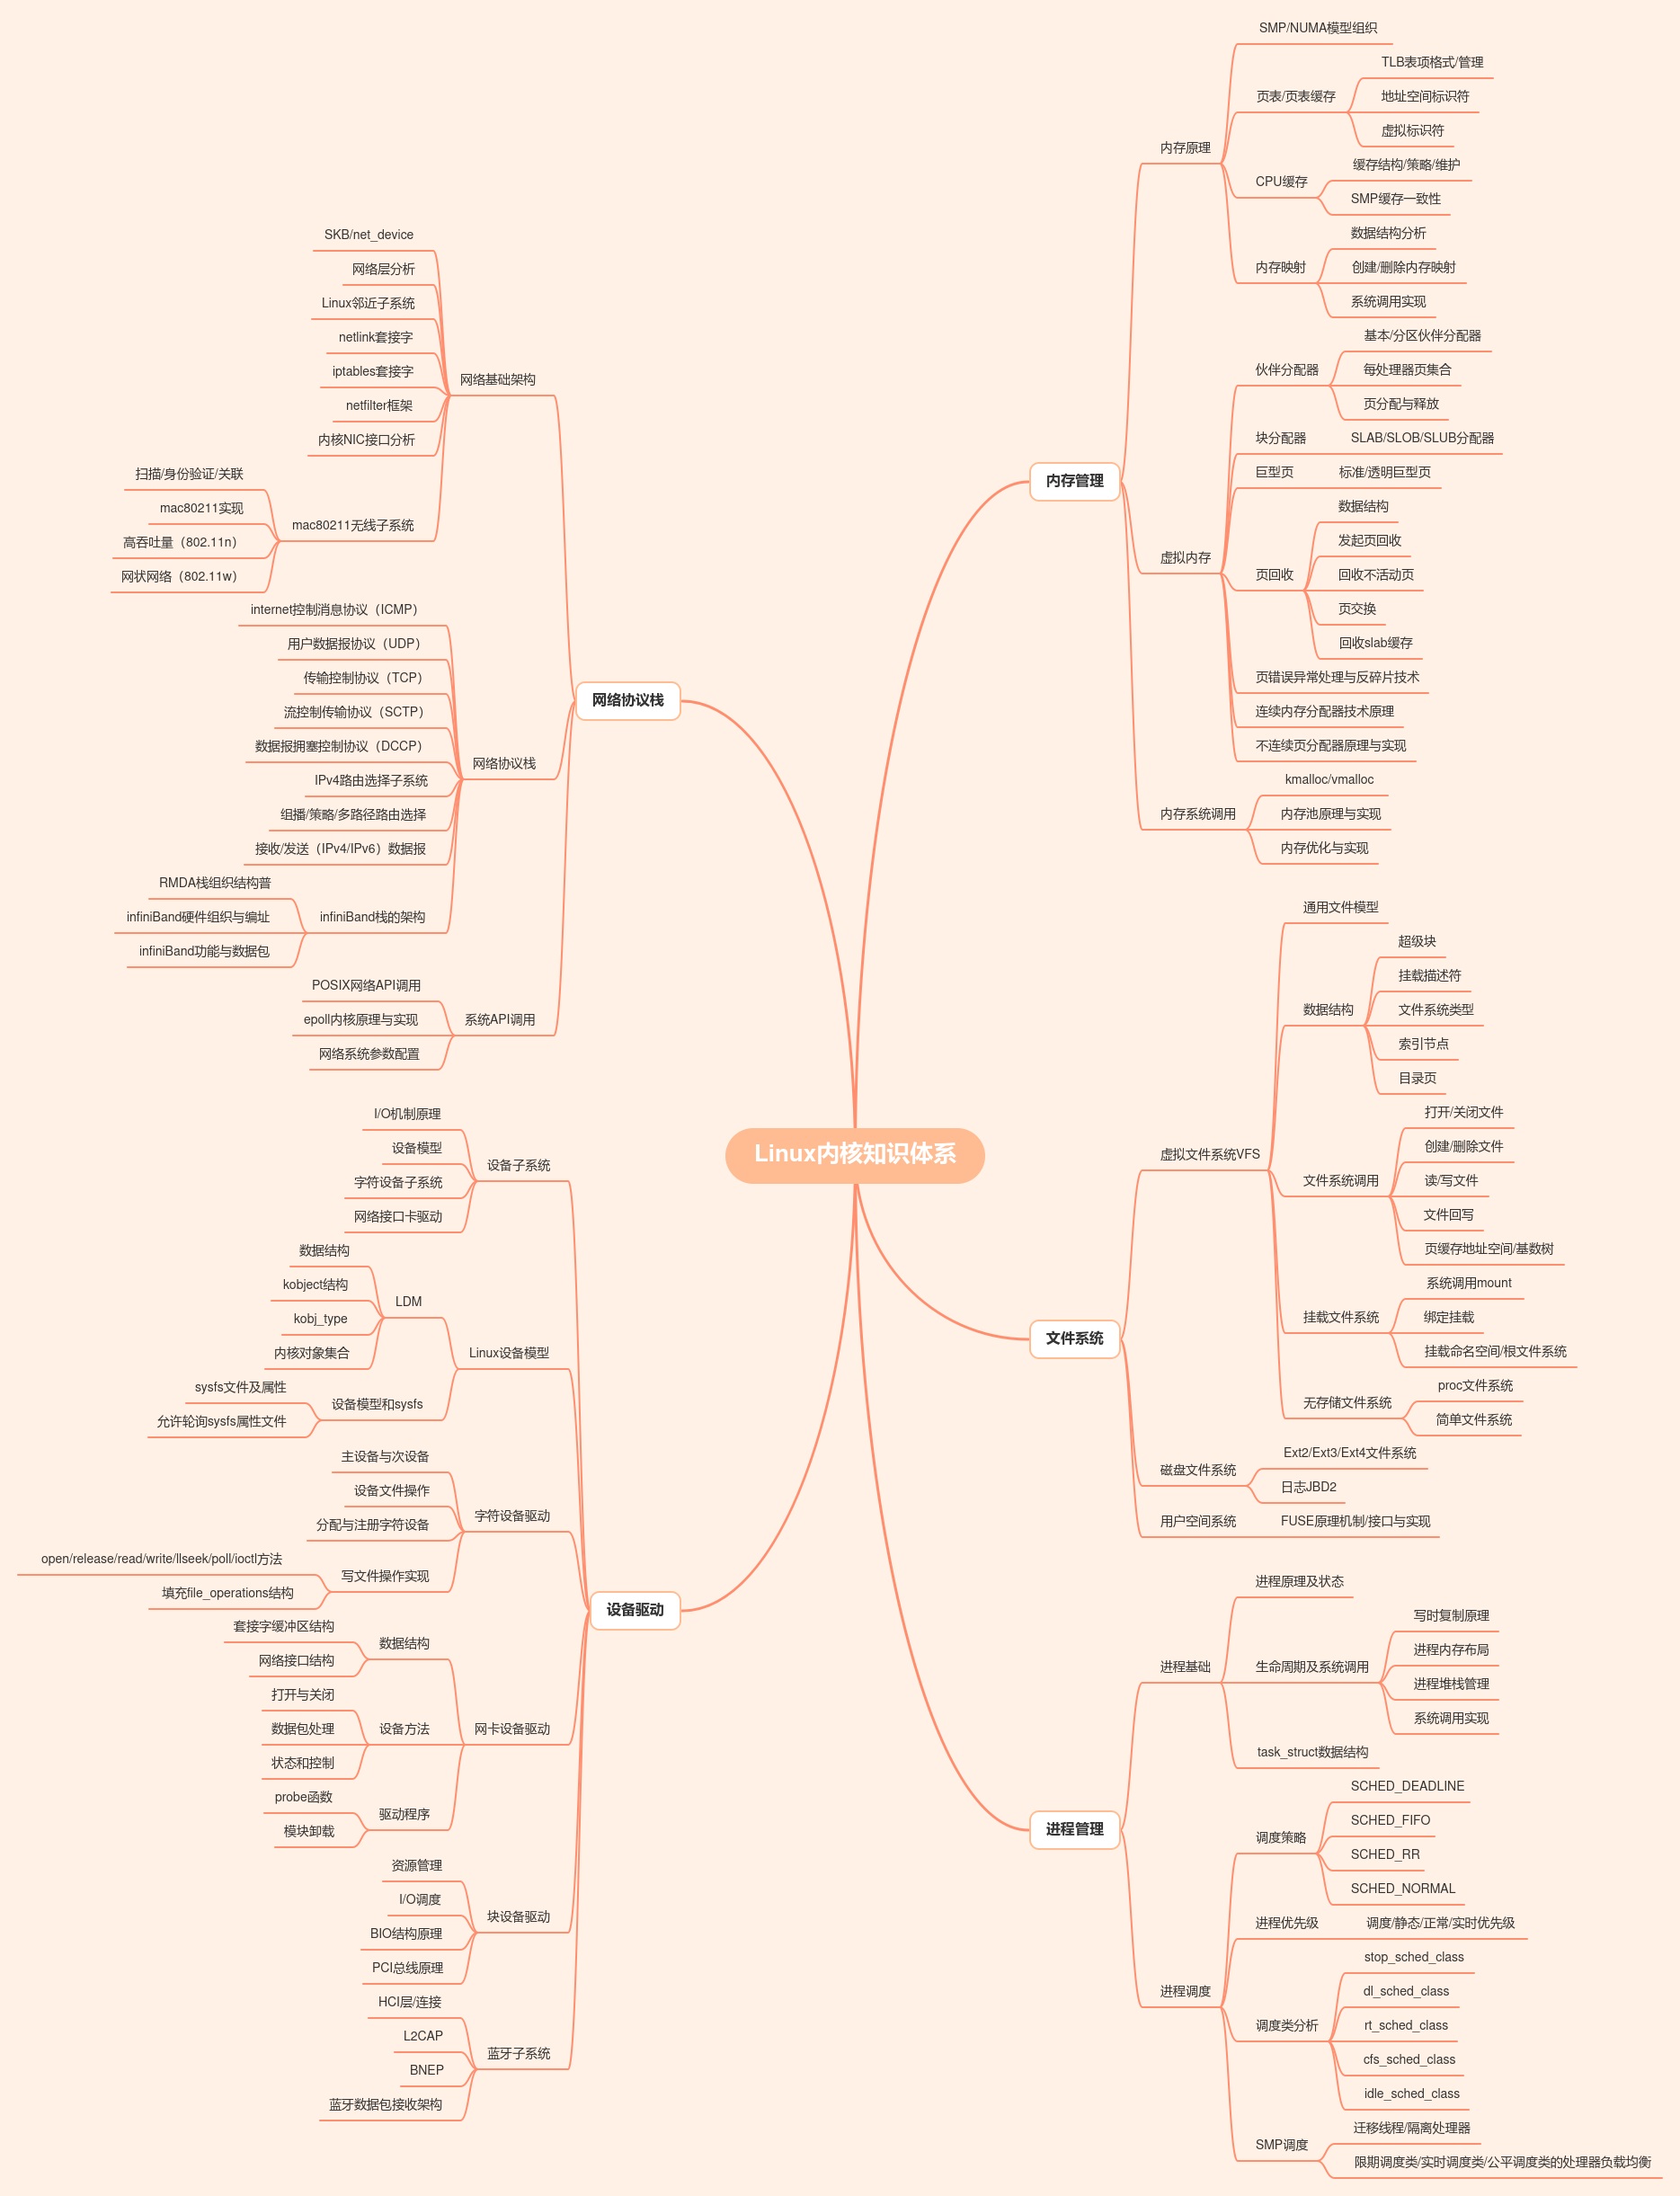 Linux内核知识体系
内存管理
内存原理
SMP/NUMA模型组织
页表/页表缓存
TLB表项格式/管理
地址空间标识符
虚拟标识符
CPU缓存
缓存结构/策略/维护
SMP缓存一致性
内存映射
数据结构分析
创建/删除内存映射
系统调用实现
虚拟内存
伙伴分配器
基本/分区伙伴分配器
每处理器页集合
页分配与释放
块分配器
SLAB/SLOB/SLUB分配器
巨型页
标准/透明巨型页
页回收
数据结构
发起页回收
回收不活动页
页交换
回收slab缓存
页错误异常处理与反碎片技术
连续内存分配器技术原理
不连续页分配器原理与实现
内存系统调用
kmalloc/vmalloc
内存池原理与实现
内存优化与实现
文件系统
虚拟文件系统VFS
通用文件模型
数据结构
超级块
挂载描述符
文件系统类型
索引节点
目录页
文件系统调用
打开/关闭文件
创建/删除文件
读/写文件
文件回写
页缓存地址空间/基数树
挂载文件系统
系统调用mount
绑定挂载
挂载命名空间/根文件系统
无存储文件系统
proc文件系统
简单文件系统
磁盘文件系统
Ext2/Ext3/Ext4文件系统
日志JBD2
用户空间系统
FUSE原理机制/接口与实现
进程管理
进程基础
进程原理及状态
生命周期及系统调用
写时复制原理
进程内存布局
进程堆栈管理
系统调用实现
task_struct数据结构
进程调度
调度策略
SCHED_DEADLINE
SCHED_FIFO
SCHED_RR
SCHED_NORMAL
进程优先级
调度/静态/正常/实时优先级
调度类分析
stop_sched_class
dl_sched_class
rt_sched_class
cfs_sched_class
idle_sched_class
SMP调度
迁移线程/隔离处理器
限期调度类/实时调度类/公平调度类的处理器负载均衡
网络协议栈
网络基础架构
SKB/net_device
网络层分析
Linux邻近子系统
netlink套接字
iptables套接字
netfilter框架
内核NIC接口分析
mac80211无线子系统
扫描/身份验证/关联
mac80211实现
高吞吐量（802.11n）
网状网络（802.11w）
网络协议栈
internet控制消息协议（ICMP）
用户数据报协议（UDP）
传输控制协议（TCP）
流控制传输协议（SCTP）
数据报拥塞控制协议（DCCP）
IPv4路由选择子系统
组播/策略/多路径路由选择
接收/发送（IPv4/IPv6）数据报
infiniBand栈的架构
RMDA栈组织结构普
infiniBand硬件组织与编址
infiniBand功能与数据包
系统API调用
POSIX网络API调用
epoll内核原理与实现
网络系统参数配置
设备驱动
设备子系统
I/O机制原理
设备模型
字符设备子系统
网络接口卡驱动
Linux设备模型
LDM
数据结构
kobject结构
kobj_type
内核对象集合
设备模型和sysfs
sysfs文件及属性
允许轮询sysfs属性文件
字符设备驱动
主设备与次设备
设备文件操作
分配与注册字符设备
写文件操作实现
open/release/read/write/llseek/poll/ioctl方法
填充file_operations结构
网卡设备驱动
数据结构
套接字缓冲区结构
网络接口结构
设备方法
打开与关闭
数据包处理
状态和控制
驱动程序
probe函数
模块卸载
块设备驱动
资源管理
I/O调度
BIO结构原理
PCI总线原理
蓝牙子系统
HCI层/连接
L2CAP
BNEP
蓝牙数据包接收架构